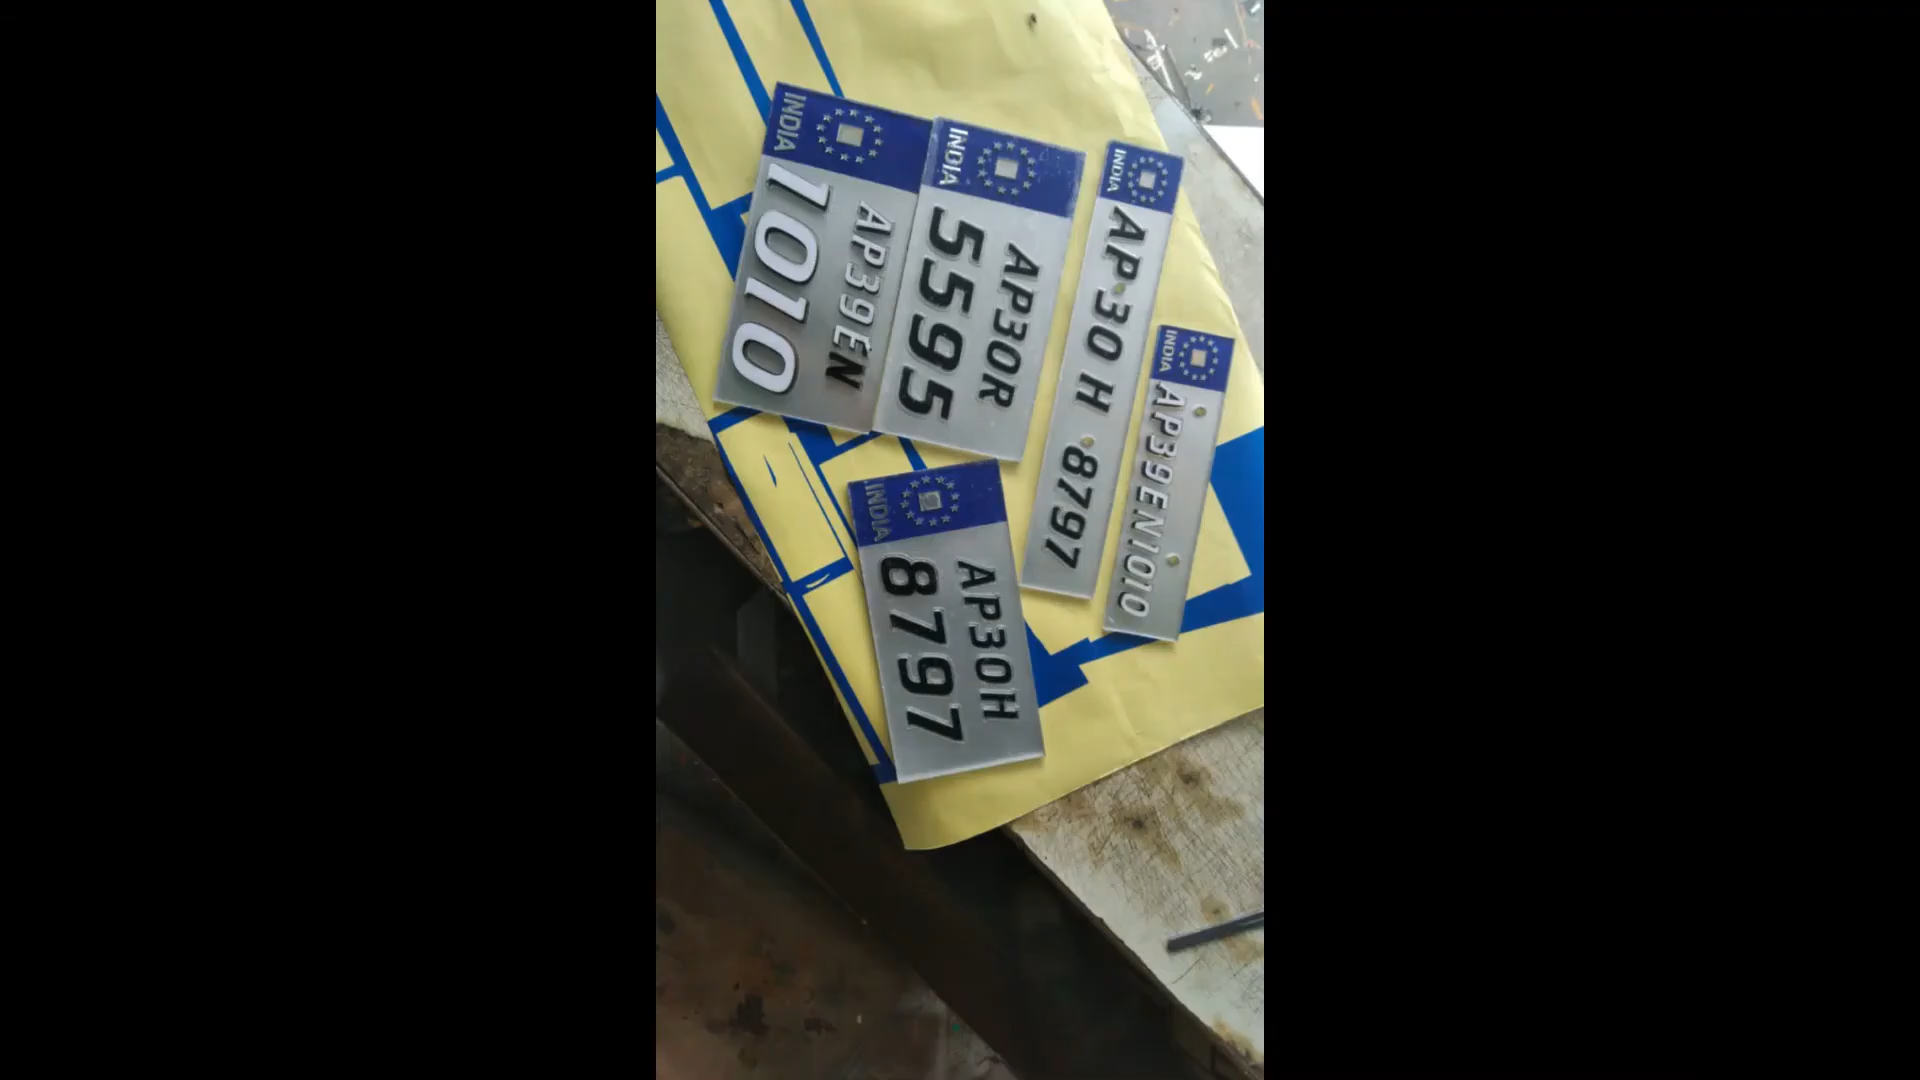 INDIA
AP39EN
1010
INDIA
AP30R
5595
INDIA
AP 30 H 8797
INDIA
AP39EN1010
INDIA
AP30H
8797